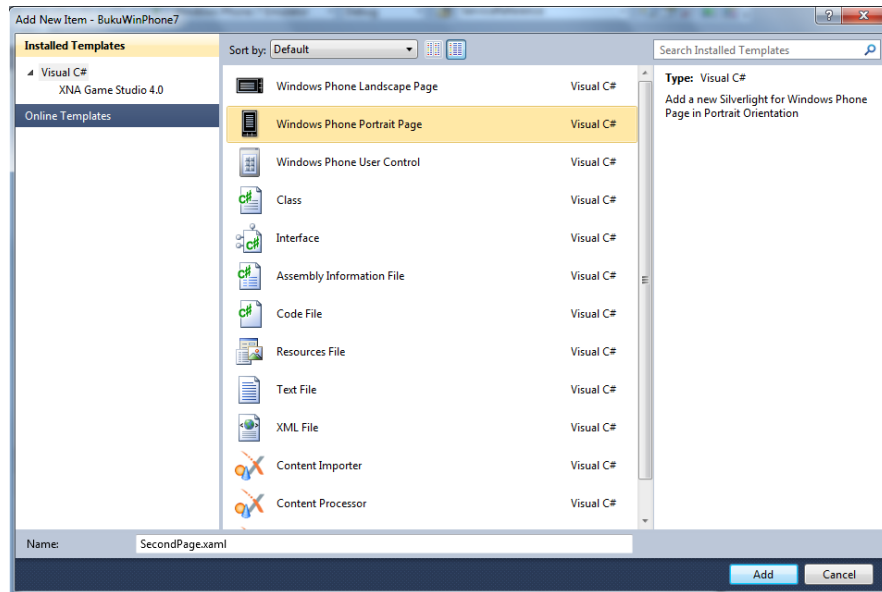 Add New Item - BukuWinPhone7
Installed Templates
Sort by: Default
Search Installed Templates
Visual C#
XNA Game Studio 4.0
Online Templates
Windows Phone Landscape Page Visual C#
Windows Phone Portrait Page Visual C#
Windows Phone User Control Visual C#
Class Visual C#
Interface Visual C#
Assembly Information File Visual C#
Code File Visual C#
Resources File Visual C#
Text File Visual C#
XML File Visual C#
Content Importer Visual C#
Content Processor Visual C#
Type: Visual C#
Add a new Silverlight for Windows Phone
Page in Portrait Orientation
Name: SecondPage.xaml
Add Cancel